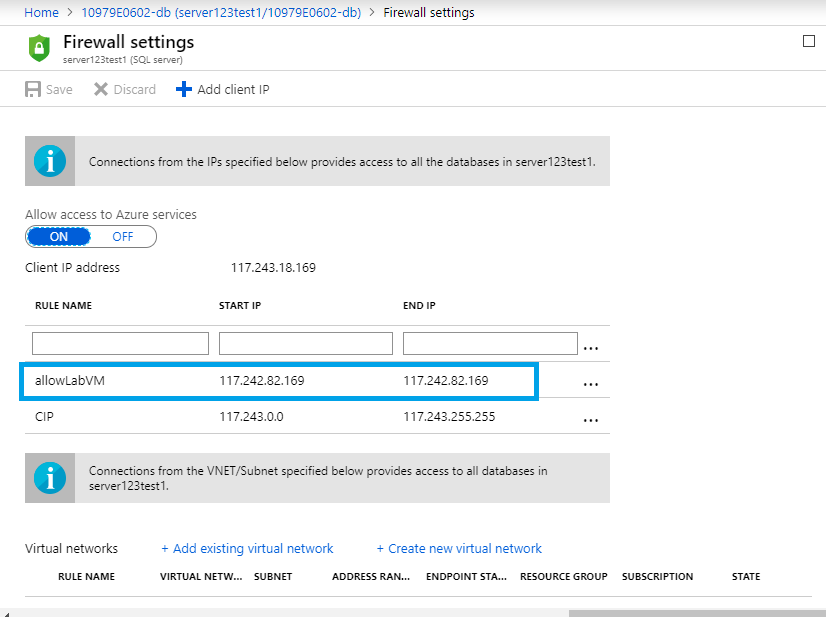 Home > 10979E0602-db (server123test1/10979E0602-db) > Firewall settings
Firewall settings
server123test1 (SQL server)
Save Discard Add client IP
Connections from the IPs specified below provides access to all the databases in server123test1.
Allow access to Azure services
ON OFF
Client IP address 117.243.18.169
RULE NAME START IP END IP
...
allowLabVM 117.242.82.169 117.242.82.169 ...
CIP 117.243.0.0 117.243.255.255 ...
Connections from the VNET/Subnet specified below provides access to all databases in
server123test1.
Virtual networks + Add existing virtual network + Create new virtual network
RULE NAME VIRTUAL NETW... SUBNET ADDRESS RAN... ENDPOINT STA... RESOURCE GROUP SUBSCRIPTION STATE